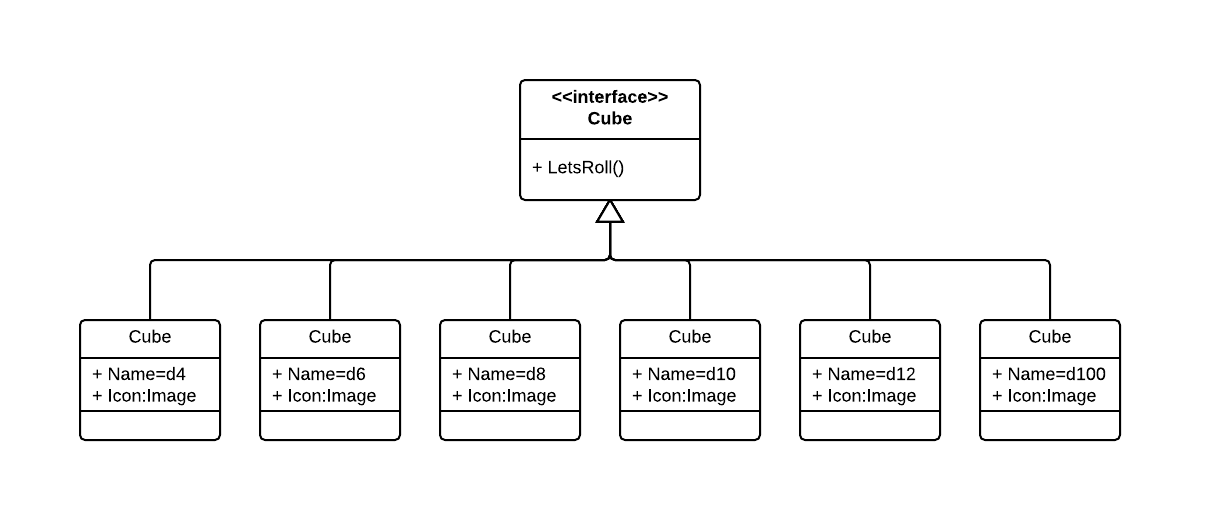 <<interface>>
Cube
+ LetsRoll()
Cube
+ Name=d4
+ Icon:Image
Cube
+ Name=d6
+ Icon:Image
Cube
+ Name=d8
+ Icon:Image
Cube
+ Name=d10
+ Icon:Image
Cube
+ Name=d12
+ Icon:Image
Cube
+ Name=d100
+ Icon:Image